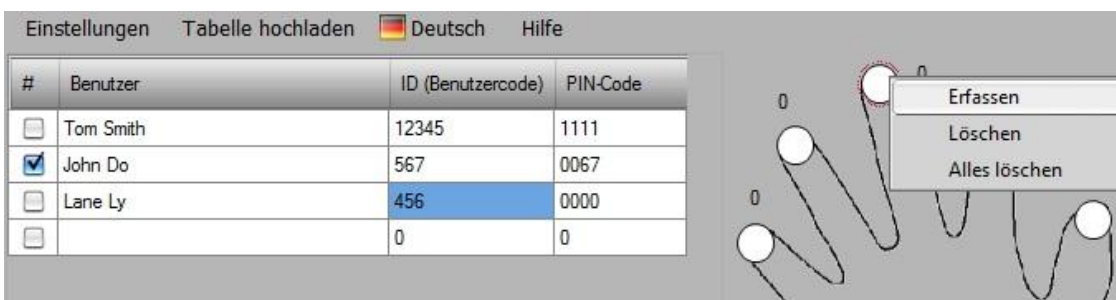 Einstellungen Tabelle hochladen Deutsch Hilfe
# Benutzer ID (Benutzercode) PIN-Code
Tom Smith 12345 1111
John Do 567 0067
Lane Ly 456 0000
0 0
0
0
0
Erfassen
Löschen
Alles löschen